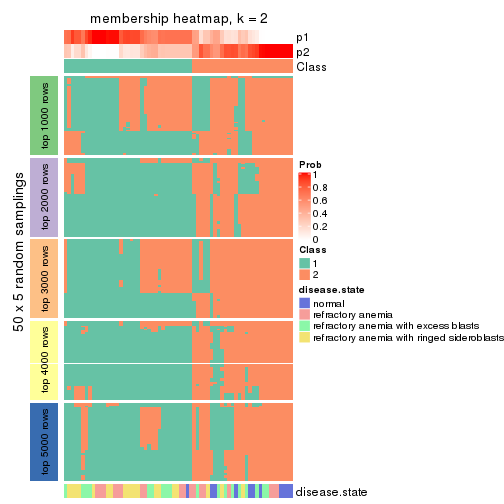 membership heatmap, k = 2
p1
p2
Class
50 x 5 random samplings
top 1000 rows
top 2000 rows
top 3000 rows
top 4000 rows
top 5000 rows
Prob
1
0.8
0.6
0.4
0.2
0
Class
1
2
disease.state
normal
refractory anemia
refractory anemia with excess blasts
refractory anemia with ringed sideroblasts
disease.state